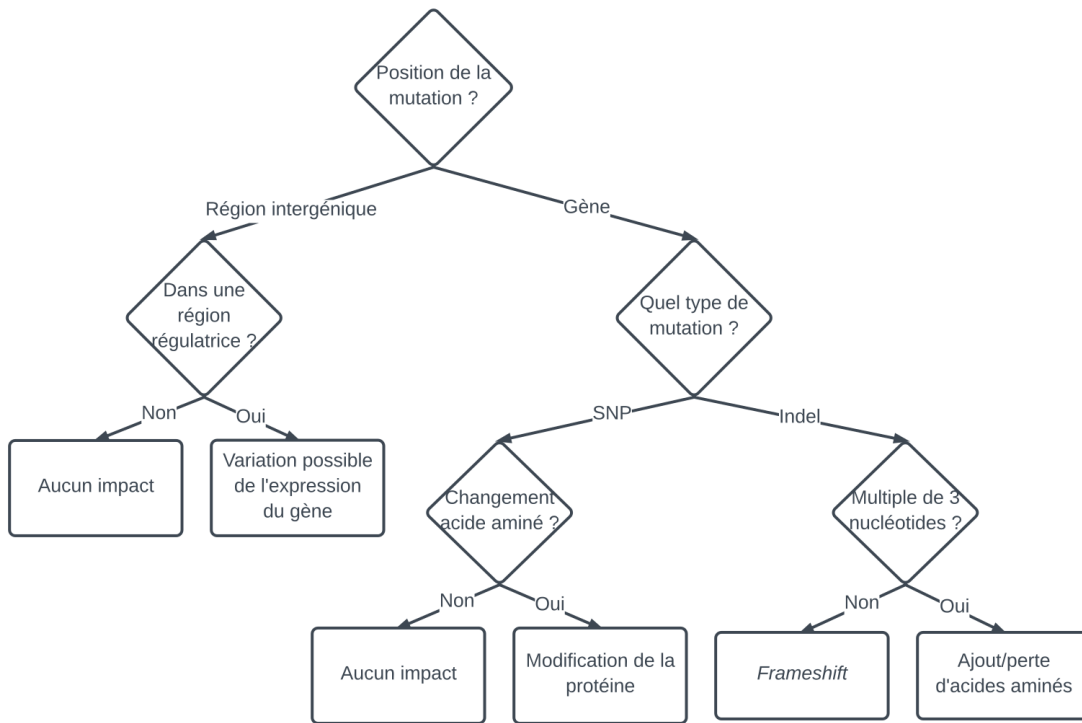 Position de la
mutation ?
Région intergénique
Gène
Dans une
région
régulatrice ?
Quel type de
mutation ?
Non
Oui
SNP
Indel
Aucun impact
Variation possible
de l'expression
du gène
Changement
acide aminé ?
Multiple de 3
nucléotides ?
Non
Oui
Non
Oui
Aucun impact
Modification de la
protéine
Frameshift
Ajout/perte
d'acides aminés